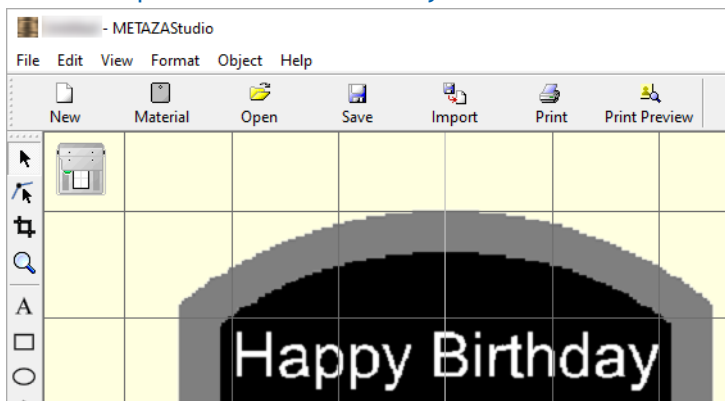 - METAZAStudio
File Edit View Format Object Help
New Material Open Save Import Print Print Preview
A
Happy Birthday